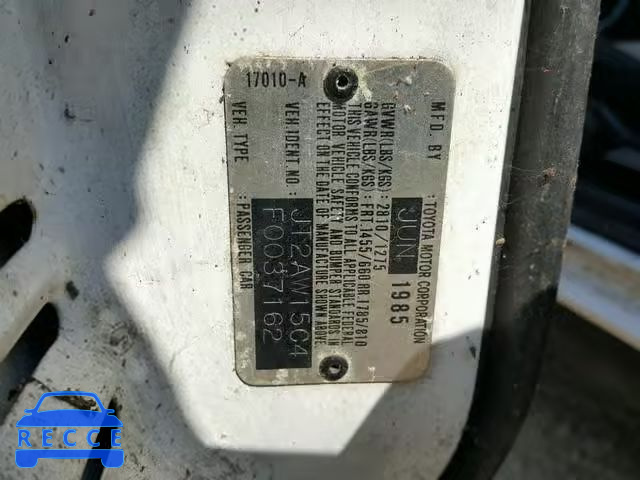 MFD. BY : TOYOTA MOTOR CORPORATION
JUN 1985
GVWR(LBS/KGS): 2810/1275
GAWR(LBS/KGS): FRT.1455/660:RR.1785/810
THIS VEHICLE CONFORMS TO ALL APPLICABLE FEDERAL
MOTOR VEHICLE SAFETY AND BUMPER STANDARDS IN
EFFECT ON THE DATE OF MANUFACTURE SHOWN ABOVE.
VEH.IDENT.NO.: JT2AW15C4
F0037162
VEH.TYPE : PASSENGER CAR
17010-A
RECCE